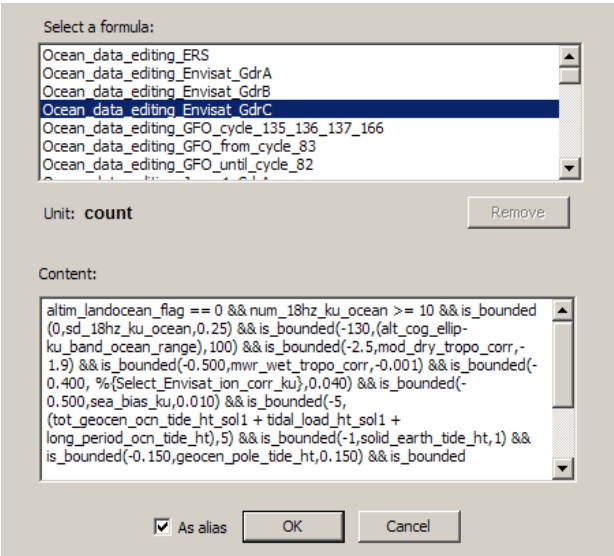 Select a formula:
Ocean_data_editing_ERS
Ocean_data_editing_Envisat_GdrA
Ocean_data_editing_Envisat_GdrB
Ocean_data_editing_Envisat_GdrC
Ocean_data_editing_GFO_cycle_135_136_137_166
Ocean_data_editing_GFO_from_cycle_83
Ocean_data_editing_GFO_until_cycle_82
Unit: count
Remove
Content:
altim_landocean_flag == 0 && num_18hz_ku_ocean >= 10 && is_bounded
(0,sd_18hz_ku_ocean,0.25) && is_bounded(-130,(alt_cog_ellip-
ku_band_ocean_range),100) && is_bounded(-2.5,mod_dry_tropo_corr,-
1.9) && is_bounded(-0.500,mwr_wet_tropo_corr,-0.001) && is_bounded(-
0.400, %{Select_Envisat_ion_corr_ku},0.040) && is_bounded(-
0.500,sea_bias_ku,0.010) && is_bounded(-5,
(tot_geocen_ocn_tide_ht_sol1 + tidal_load_ht_sol1 +
long_period_ocn_tide_ht),5) && is_bounded(-1,solid_earth_tide_ht,1) &&
is_bounded(-0.150,geocen_pole_tide_ht,0.150) && is_bounded
As alias
OK
Cancel